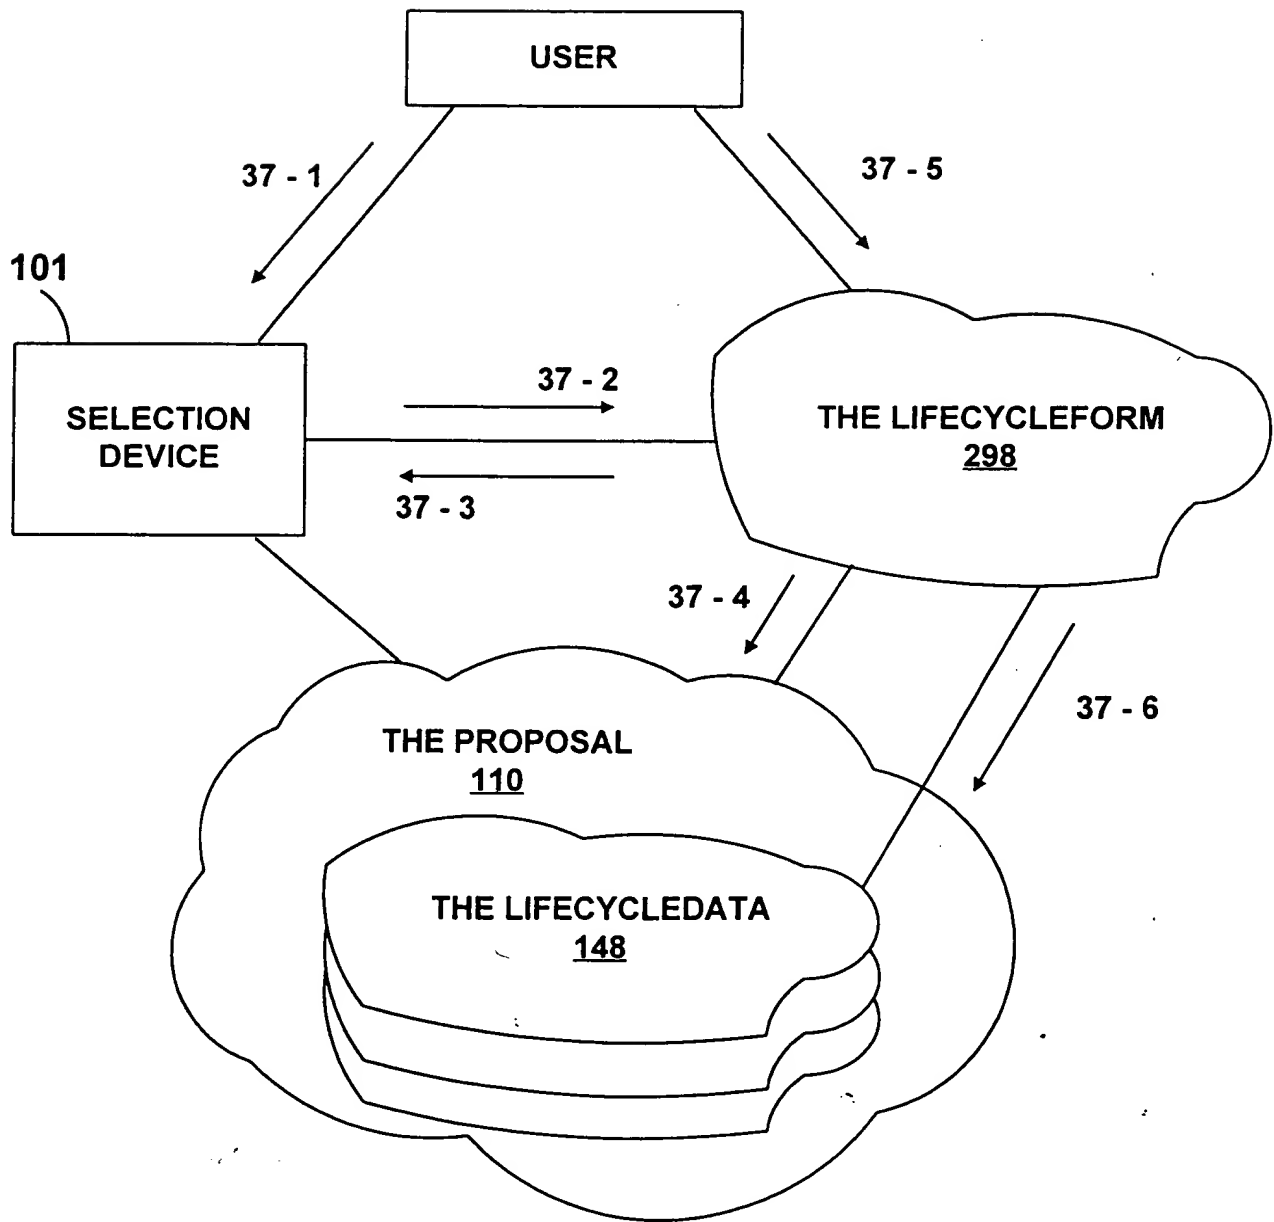 USER
37 - 1
37 - 5
101
37 - 2
SELECTION
DEVICE
THE LIFECYCLEFORM
298
37 - 3
37 - 4
37 - 6
THE PROPOSAL
110
THE LIFECYCLEDATA
148